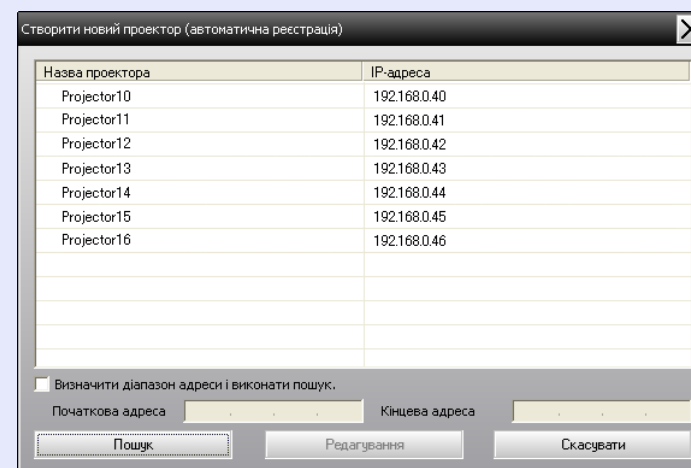 Створити новий проектор (автоматична реєстрація)
Назва проектора IP-адреса
Projector10 192.168.0.40
Projector11 192.168.0.41
Projector12 192.168.0.42
Projector13 192.168.0.43
Projector14 192.168.0.44
Projector15 192.168.0.45
Projector16 192.168.0.46
Визначити діапазон адреси і виконати пошук.
Початкова адреса . . . Кінцева адреса . . .
Пошук Редагування Скасувати